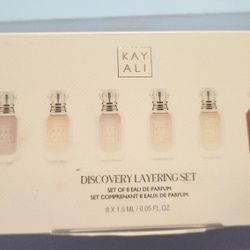 KAY
ALI
DISCOVERY LAYERING SET
SET OF 8 EAU DE PARFUM
SET COMPRENANT 8 EAUX DE PARFUM
8 X 1.5 ML / 0.05 FL.OZ.